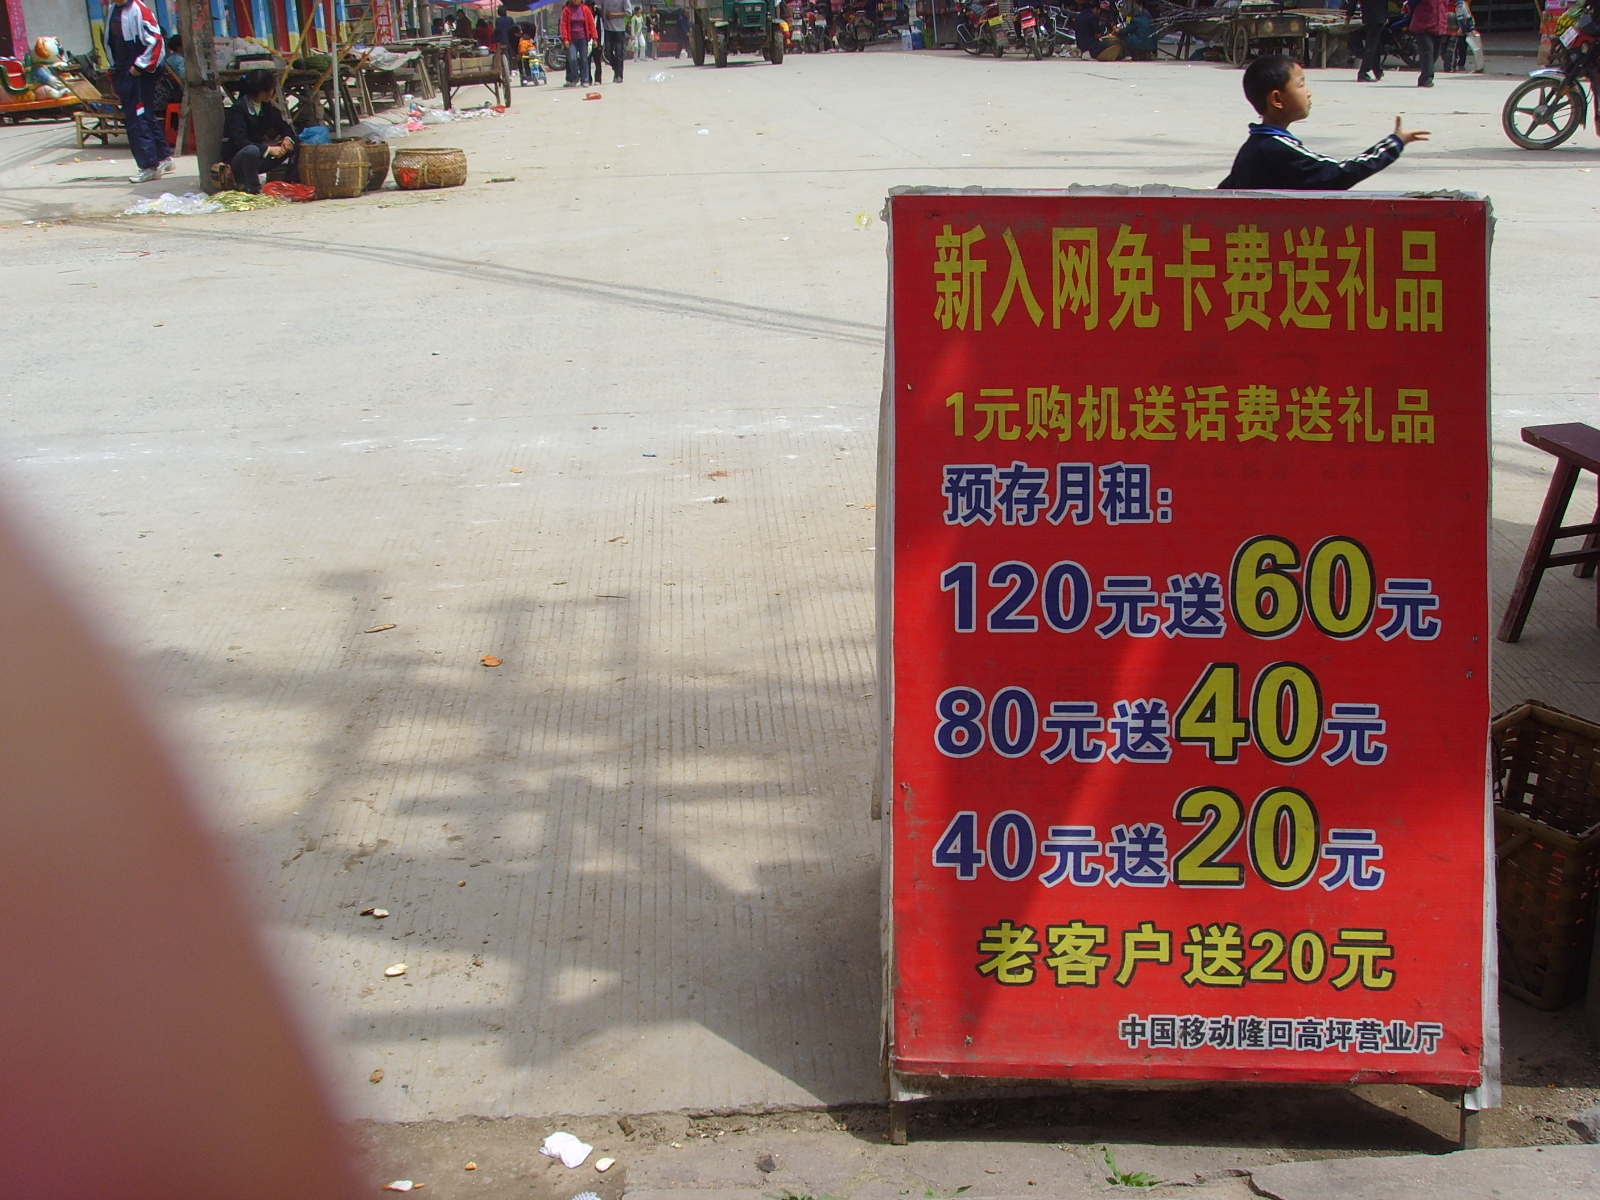 新入网免卡费送礼品
1元购机送话费送礼品
预存月租：
120元送60元
80元送40元
40元送20元
老客户送20元
中国移动隆回高坪营业厅